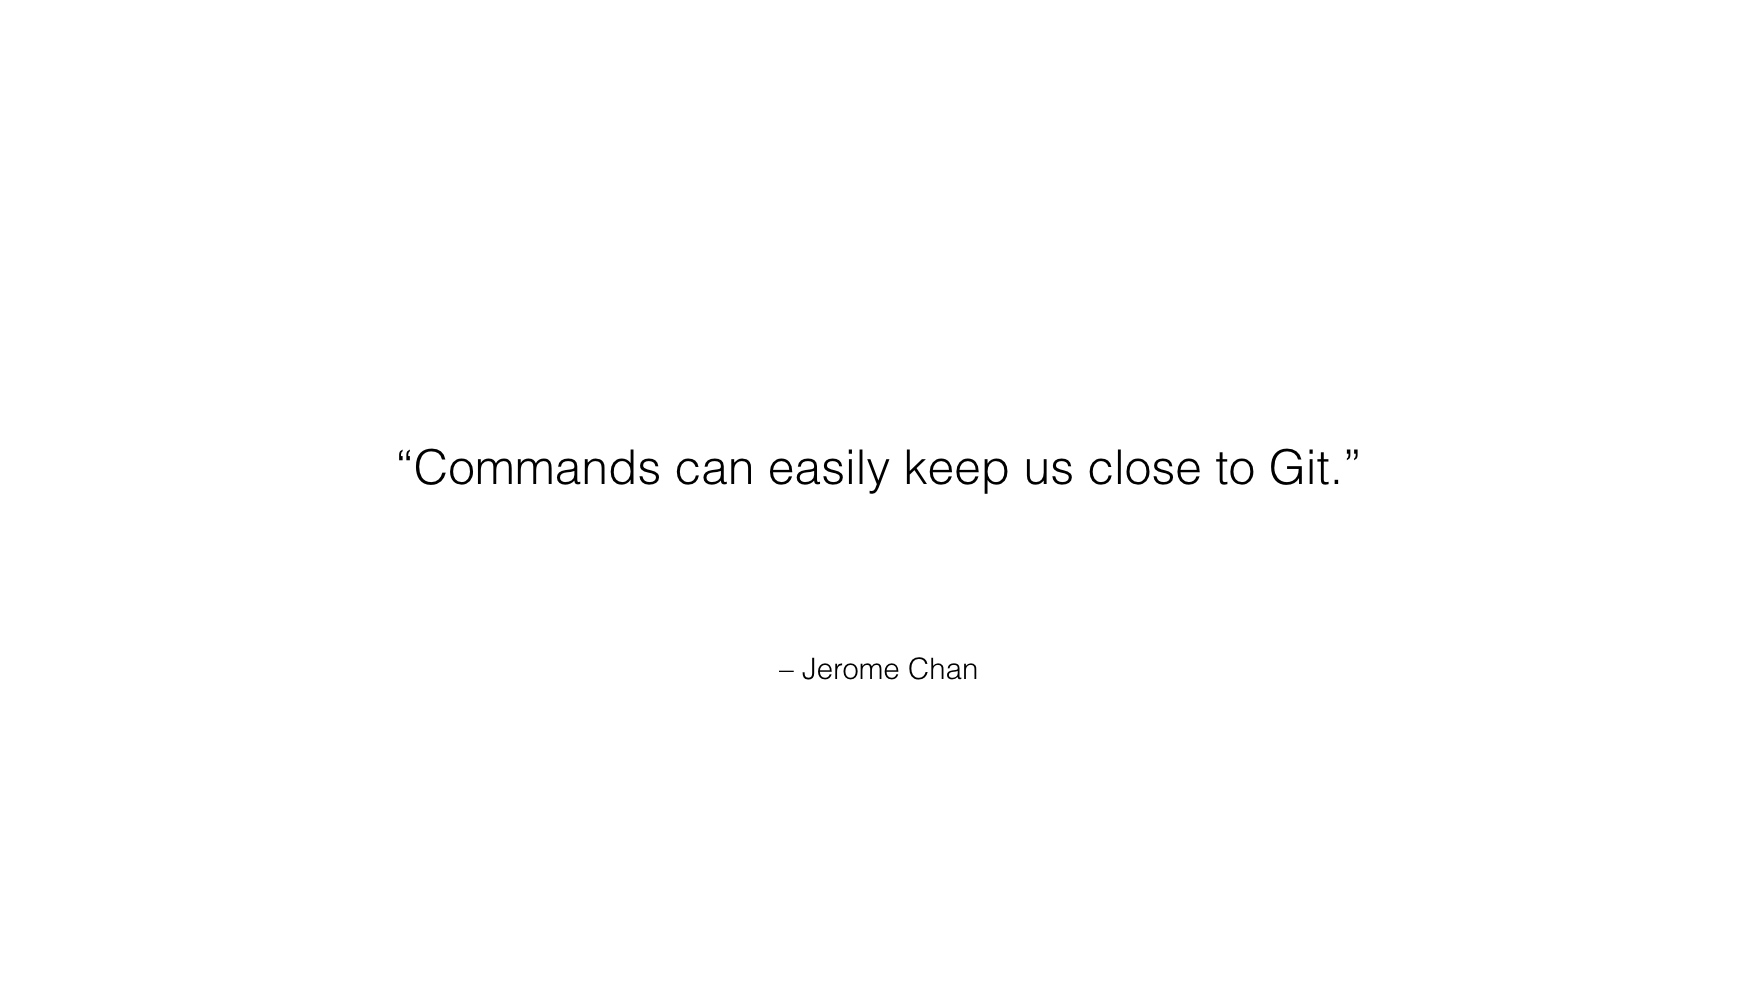 “Commands can easily keep us close to Git.”
– Jerome Chan